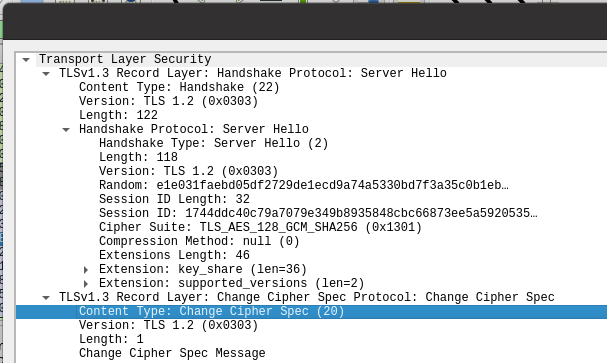 Transport Layer Security
TLSv1.3 Record Layer: Handshake Protocol: Server Hello
Content Type: Handshake (22)
Version: TLS 1.2 (0x0303)
Length: 122
Handshake Protocol: Server Hello
Handshake Type: Server Hello (2)
Length: 118
Version: TLS 1.2 (0x0303)
Random: e1e031faebd05df2729de1ecd9a74a5330bd7f3a35c0b1eb…
Session ID Length: 32
Session ID: 1744ddc40c79a7079e349b8935848cbc66873ee5a5920535…
Cipher Suite: TLS_AES_128_GCM_SHA256 (0x1301)
Compression Method: null (0)
Extensions Length: 46
Extension: key_share (len=36)
Extension: supported_versions (len=2)
TLSv1.3 Record Layer: Change Cipher Spec Protocol: Change Cipher Spec
Content Type: Change Cipher Spec (20)
Version: TLS 1.2 (0x0303)
Length: 1
Change Cipher Spec Message